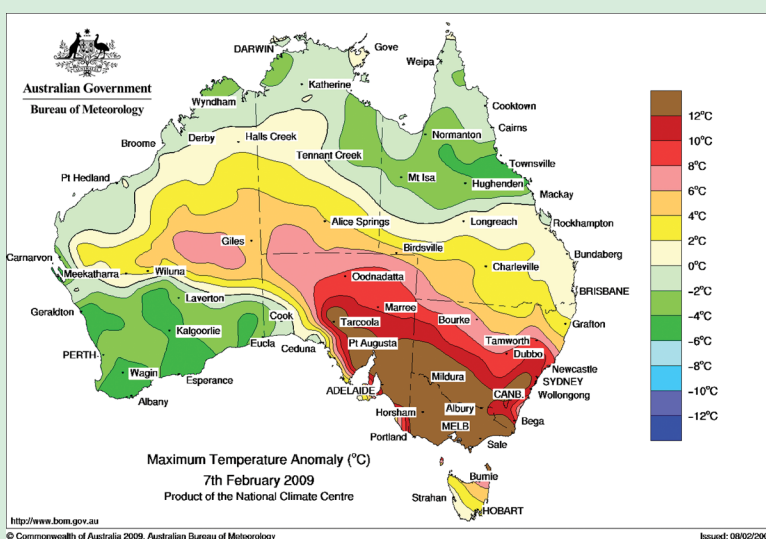 Australian Government
Bureau of Meteorology
DARWIN
Gove
Weipa
Katherine
Wyndham
Cooktown
Cairns
Derby
Halls Creek
Normanton
Broome
Tennant Creek
Townsville
Pt Hedland
Mt Isa
Hughenden
Mackay
Alice Springs
Longreach
Rockhampton
Giles
Birdsville
Carnarvon
Bundaberg
Meekatharra
Wiluna
Oodnadatta
Charleville
Laverton
BRISBANE
Geraldton
Marree
Cook
Tarcoola
Bourke
Grafton
Kalgoorlie
Pt Augusta
Tamworth
Eucla
Ceduna
Dubbo
PERTH
Newcastle
Wagin
Esperance
Mildura
SYDNEY
ADELAIDE
CANB.
Wollongong
Albany
Horsham
Albury
Bega
MELB
Portland
Sale
12°C
10°C
8°C
6°C
4°C
2°C
0°C
-2°C
-4°C
-6°C
-8°C
-10°C
-12°C
Maximum Temperature Anomaly (°C)
7th February 2009
Product of the National Climate Centre
Burnie
Strahan
HOBART
http://www.bom.gov.au
© Commonwealth of Australia 2009, Australian Bureau of Meteorology
Issued: 08/02/200